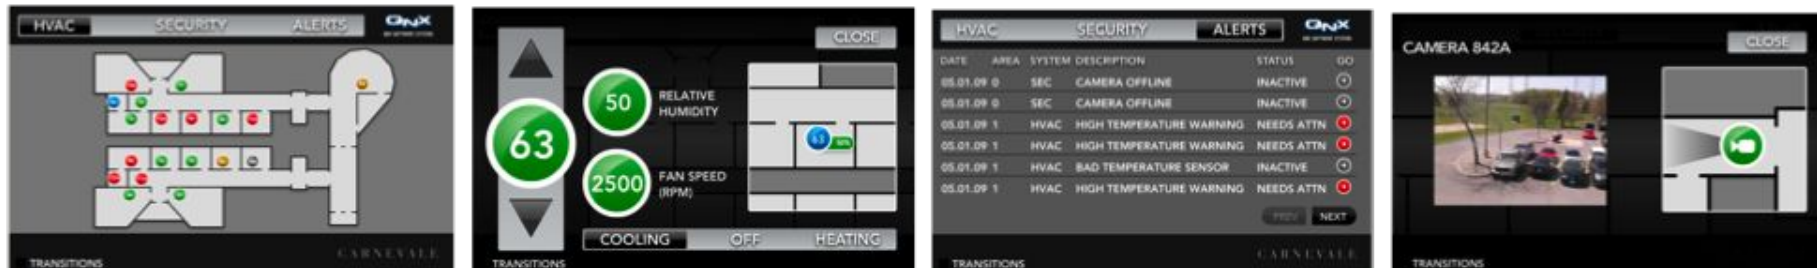 HVAC SECURITY ALERTS QNX
CARNEVALE
TRANSITIONS
CLOSE
63
50 RELATIVE
HUMIDITY
2500 FAN SPEED
(RPM)
63
COOLING OFF HEATING
TRANSITIONS
HVAC SECURITY ALERTS QNX
DATE AREA SYSTEM DESCRIPTION STATUS GO
05.01.09 0 SEC CAMERA OFFLINE INACTIVE
05.01.09 0 SEC CAMERA OFFLINE INACTIVE
05.01.09 1 HVAC HIGH TEMPERATURE WARNING NEEDS ATTN
05.01.09 1 HVAC HIGH TEMPERATURE WARNING NEEDS ATTN
05.01.09 1 HVAC BAD TEMPERATURE SENSOR INACTIVE
05.01.09 1 HVAC HIGH TEMPERATURE WARNING NEEDS ATTN
PREV NEXT
CARNEVALE
TRANSITIONS
CAMERA 842A CLOSE
TRANSITIONS